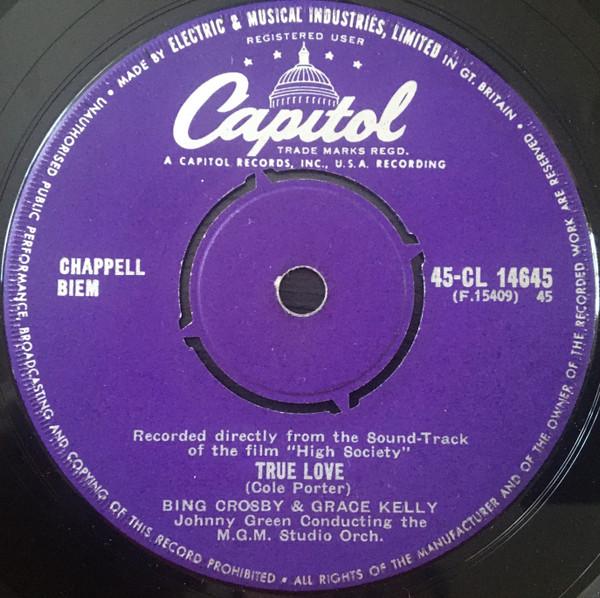 MADE BY ELECTRIC & MUSICAL INDUSTRIES, LIMITED IN GT. BRITAIN •
REGISTERED USER
Capitol
TRADE MARKS REGD.
A CAPITOL RECORDS, INC., U.S.A. RECORDING
CHAPPELL
BIEM
45-CL 14645
(F.15409) 45
Recorded directly from the Sound-Track
of the film "High Society"
TRUE LOVE
(Cole Porter)
BING CROSBY & GRACE KELLY
Johnny Green Conducting the
M.G.M. Studio Orch.
• UNAUTHORISED PUBLIC PERFORMANCE, BROADCASTING AND COPYING OF THIS RECORD PROHIBITED • ALL RIGHTS OF THE MANUFACTURER AND OF THE OWNER OF THE RECORDED WORK ARE RESERVED •